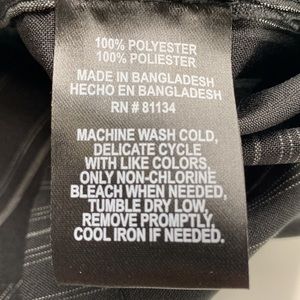 100% POLYESTER
100% POLIESTER
MADE IN BANGLADESH
HECHO EN BANGLADESH
RN # 81134
MACHINE WASH COLD,
DELICATE CYCLE
WITH LIKE COLORS,
ONLY NON-CHLORINE
BLEACH WHEN NEEDED,
TUMBLE DRY LOW,
REMOVE PROMPTLY,
COOL IRON IF NEEDED.